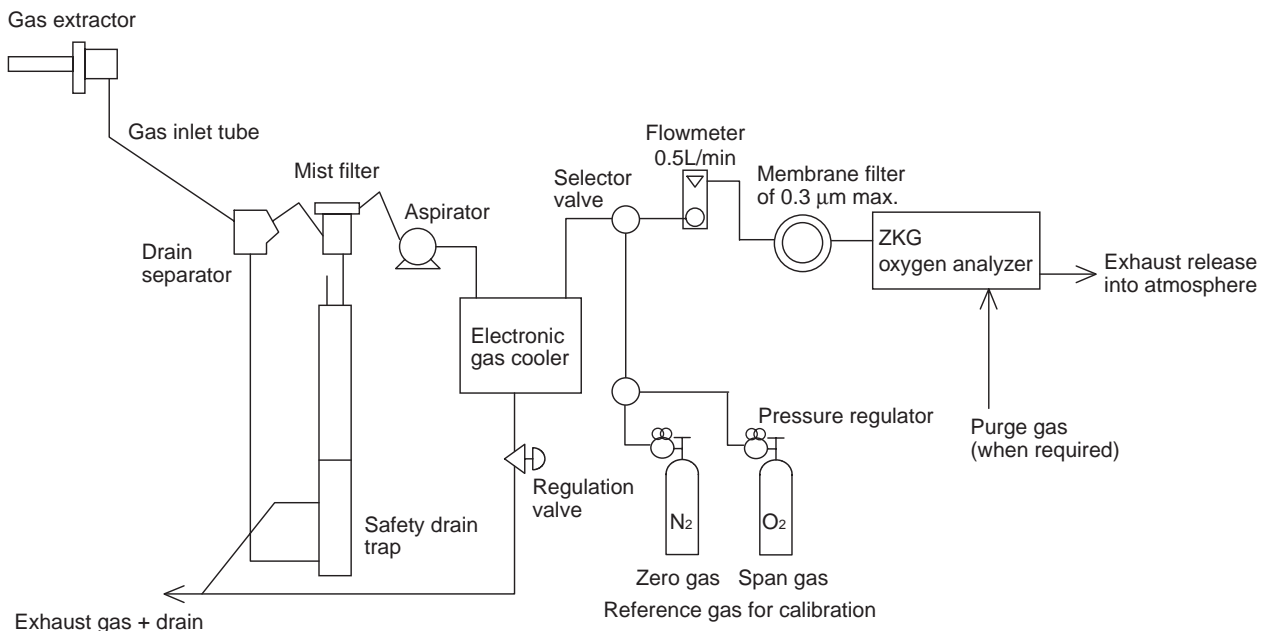 Gas extractor
Gas inlet tube
Mist filter
Drain
separator
Aspirator
Electronic
gas cooler
Selector
valve
Flowmeter
0.5L/min
Membrane filter
of 0.3 μm max.
ZKG
oxygen analyzer
Exhaust release
into atmosphere
Purge gas
(when required)
Pressure regulator
Regulation
valve
Safety drain
trap
N2
O2
Zero gas
Span gas
Reference gas for calibration
Exhaust gas + drain